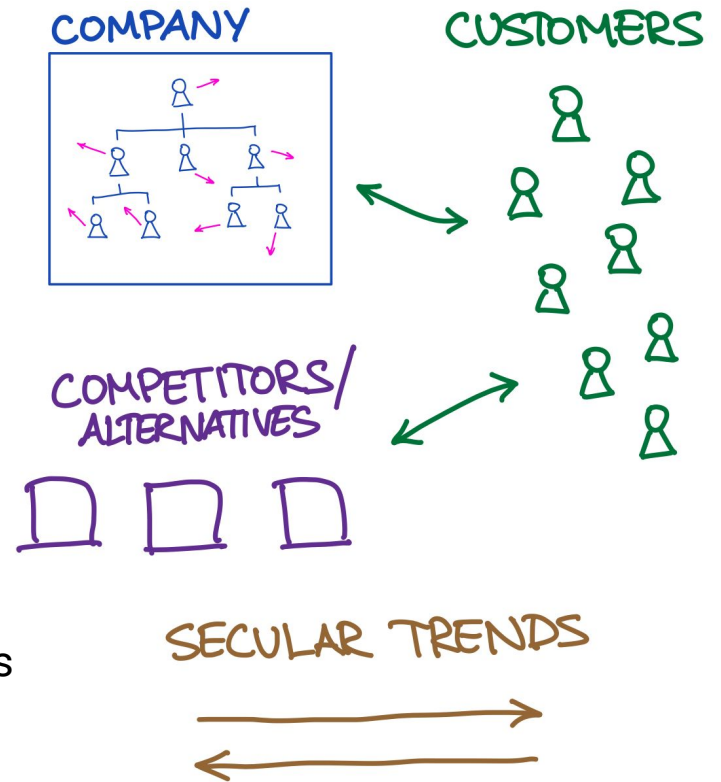 COMPANY
CUSTOMERS
COMPETITORS/
ALTERNATIVES
SECULAR TRENDS
s